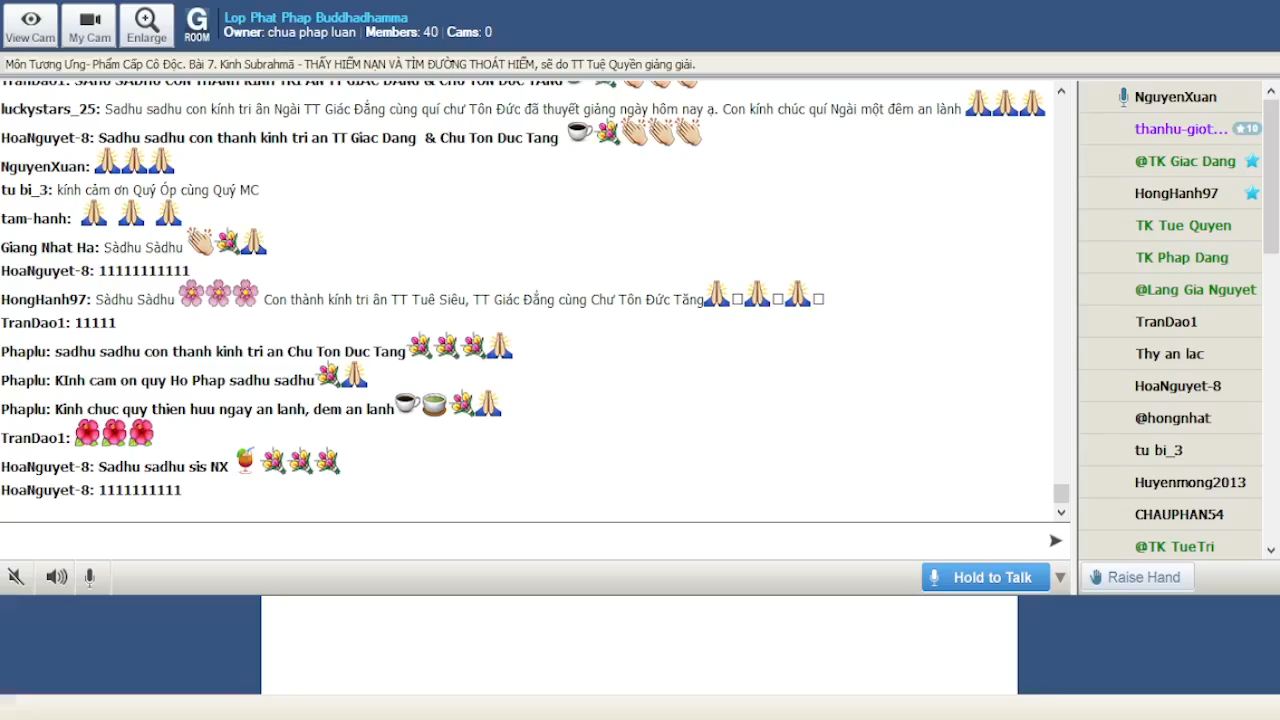 View Cam
My Cam
Enlarge
G
ROOM
Lop Phat Phap Buddhadhamma
Owner: chua phap luan | Members: 40 | Cams: 0
Môn Tương Ưng- Phẩm Cấp Cô Độc. Bài 7. Kinh Subrahmā - THẤY HIỂM NẠN VÀ TÌM ĐƯỜNG THOÁT HIỂM, sẽ do TT Tuệ Quyền giảng giải.
luckystars_25: Sadhu sadhu con kính tri ân Ngài TT Giác Đẳng cùng quí chư Tôn Đức đã thuyết giảng ngày hôm nay ạ. Con kính chúc quí Ngài một đêm an lành 🙏🙏🙏
HoaNguyet-8: Sadhu sadhu con thanh kinh tri an TT Giac Dang & Chu Ton Duc Tang ☕💐👏👏👏
NguyenXuan: 🙏🙏🙏
tu bi_3: kính cảm ơn Quý Óp cùng Quý MC
tam-hanh: 🙏 🙏 🙏
Giang Nhat Ha: Sàdhu Sàdhu 👏💐🙏
HoaNguyet-8: 11111111111
HongHanh97: Sàdhu Sàdhu 🌸🌸🌸 Con thành kính tri ân TT Tuê Siêu, TT Giác Đẳng cùng Chư Tôn Đức Tăng🙏□🙏□🙏□
TranDao1: 11111
Phaplu: sadhu sadhu con thanh kinh tri an Chu Ton Duc Tang💐💐💐🙏
Phaplu: KInh cam on quy Ho Phap sadhu sadhu💐🙏
Phaplu: Kinh chuc quy thien huu ngay an lanh, dem an lanh☕🍵💐🙏
TranDao1: 🌺🌺🌺
HoaNguyet-8: Sadhu sadhu sis NX 🍹💐💐💐
HoaNguyet-8: 1111111111
Hold to Talk
NguyenXuan
thanhu-giot... ★10
@TK Giac Dang
HongHanh97
TK Tue Quyen
TK Phap Dang
@Lang Gia Nguyet
TranDao1
Thy an lac
HoaNguyet-8
@hongnhat
tu bi_3
Huyenmong2013
CHAUPHAN54
@TK TueTri
Raise Hand